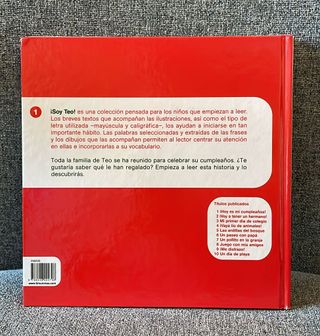 1
¡Soy Teo! es una colección pensada para los niños que empiezan a leer.
Los breves textos que acompañan las ilustraciones, así como el tipo de
letra utilizada –mayúscula y caligráfica–, los ayudan a iniciarse en tan
importante hábito. Las palabras seleccionadas y extraídas de las frases
y los dibujos que las acompañan permiten al lector centrar su atención
en ellas e incorporarlas a su vocabulario.
Toda la familia de Teo se ha reunido para celebrar su cumpleaños. ¿Te
gustaría saber qué le han regalado? Empieza a leer esta historia y lo
descubrirás.
Títulos publicados
1 ¡Hoy es mi cumpleaños!
2 ¡Voy a tener un hermano!
3 Mi primer día de colegio
4 ¡Vaya lío de animales!
5 Las ardillas del bosque
6 Un paseo con papá
7 Un pollito en la granja
8 Juego con mis amigos
9 ¡Me disfrazo!
10 Un día de playa